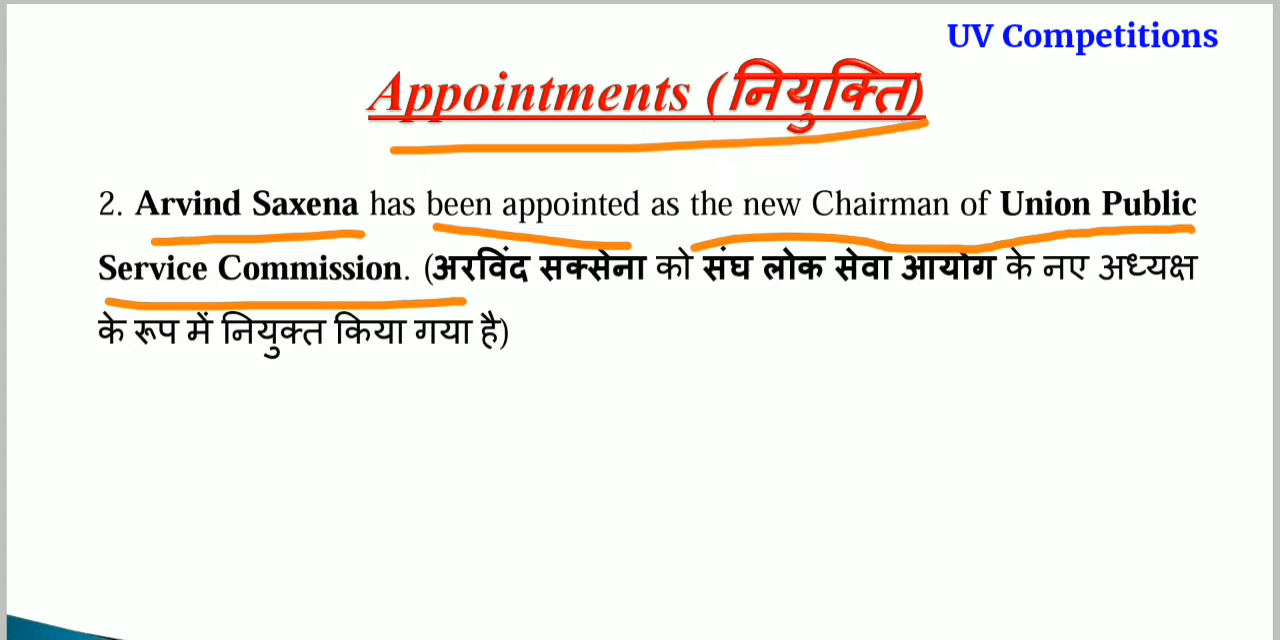 UV Competitions
Appointments (नियुक्ति)
2. Arvind Saxena has been appointed as the new Chairman of Union Public
Service Commission. (अरविंद सक्सेना को संघ लोक सेवा आयोग के नए अध्यक्ष
के रूप में नियुक्त किया गया है)